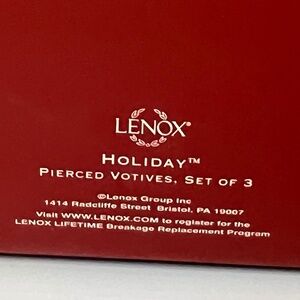 LENOX®
HOLIDAY™
PIERCED VOTIVES, SET OF 3
©Lenox Group Inc
1414 Radcliffe Street Bristol, PA 19007
Visit WWW.LENOX.COM to register for the
LENOX LIFETIME Breakage Replacement Program